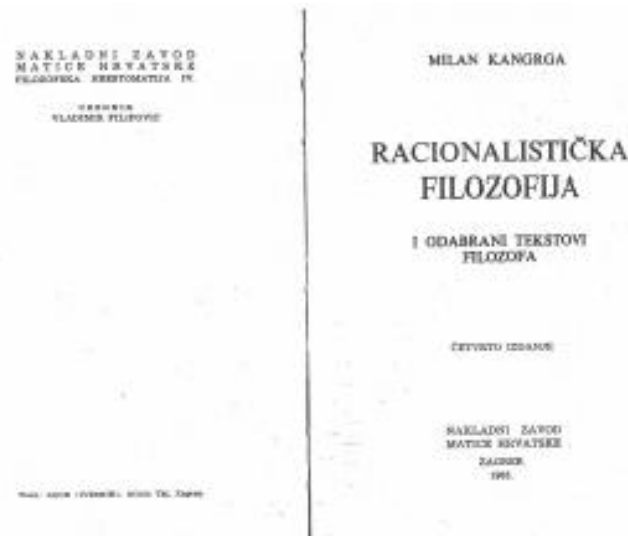 NAKLADNI ZAVOD
MATICE HRVATSKE
FILOZOFSKA HRESTOMATIJA IV
UREDNIK
VLADIMIR FILIPOVIĆ
MILAN KANGRGA
RACIONALISTIČKA
FILOZOFIJA
I ODABRANI TEKSTOVI
FILOZOFA
ČETVRTO IZDANJE
NAKLADNI ZAVOD
MATICE HRVATSKE
ZAGREB